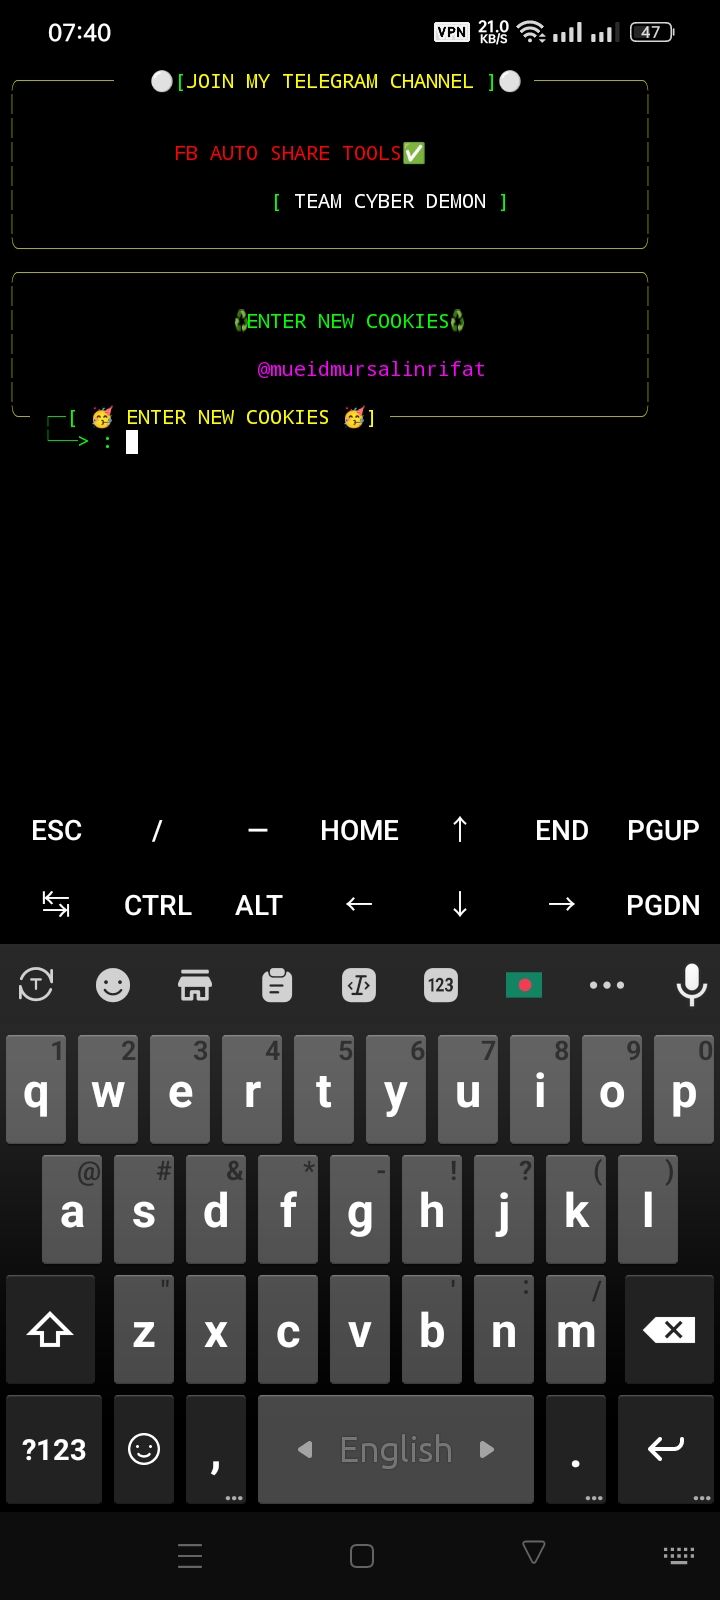 07:40 VPN 21.0 KB/S 47
[JOIN MY TELEGRAM CHANNEL ]
FB AUTO SHARE TOOLS✅
[ TEAM CYBER DEMON ]
♻ENTER NEW COOKIES♻
@mueidmursalinrifat
[ 🥳 ENTER NEW COOKIES 🥳]
> :
ESC / — HOME ↑ END PGUP
↹ CTRL ALT ← ↓ → PGDN
T 123
1 2 3 4 5 6 7 8 9 0
q w e r t y u i o p
@ # & * - ! ? ( )
a s d f g h j k l
" ' : /
z x c v b n m
?123 , English .